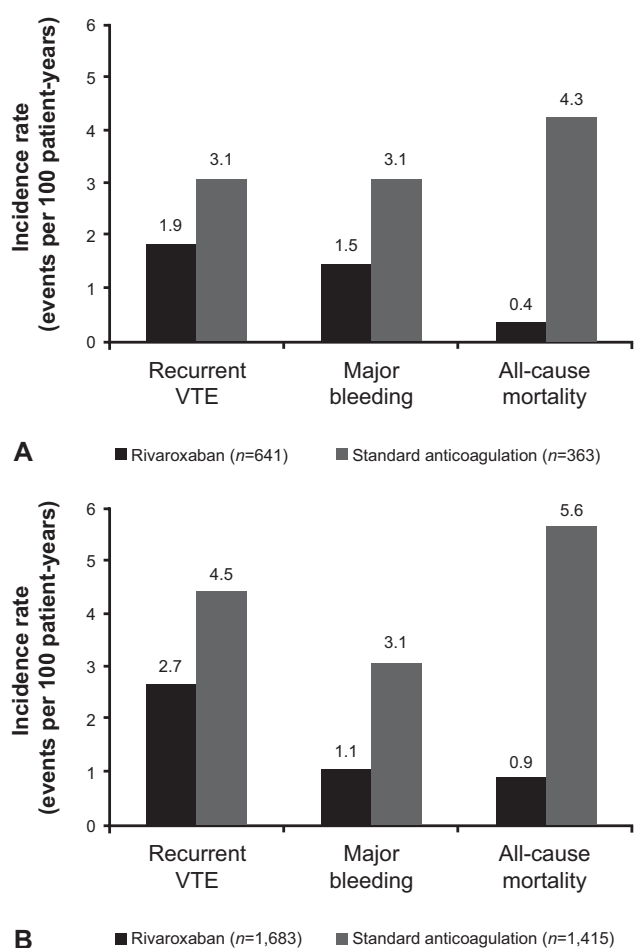 Incidence rate
(events per 100 patient-years)
6
5
4
3
2
1
0
1.9
3.1
1.5
3.1
0.4
4.3
Recurrent
VTE
Major
bleeding
All-cause
mortality
A
Rivaroxaban (n=641)
Standard anticoagulation (n=363)
Incidence rate
(events per 100 patient-years)
6
5
4
3
2
1
0
2.7
4.5
1.1
3.1
0.9
5.6
Recurrent
VTE
Major
bleeding
All-cause
mortality
B
Rivaroxaban (n=1,683)
Standard anticoagulation (n=1,415)